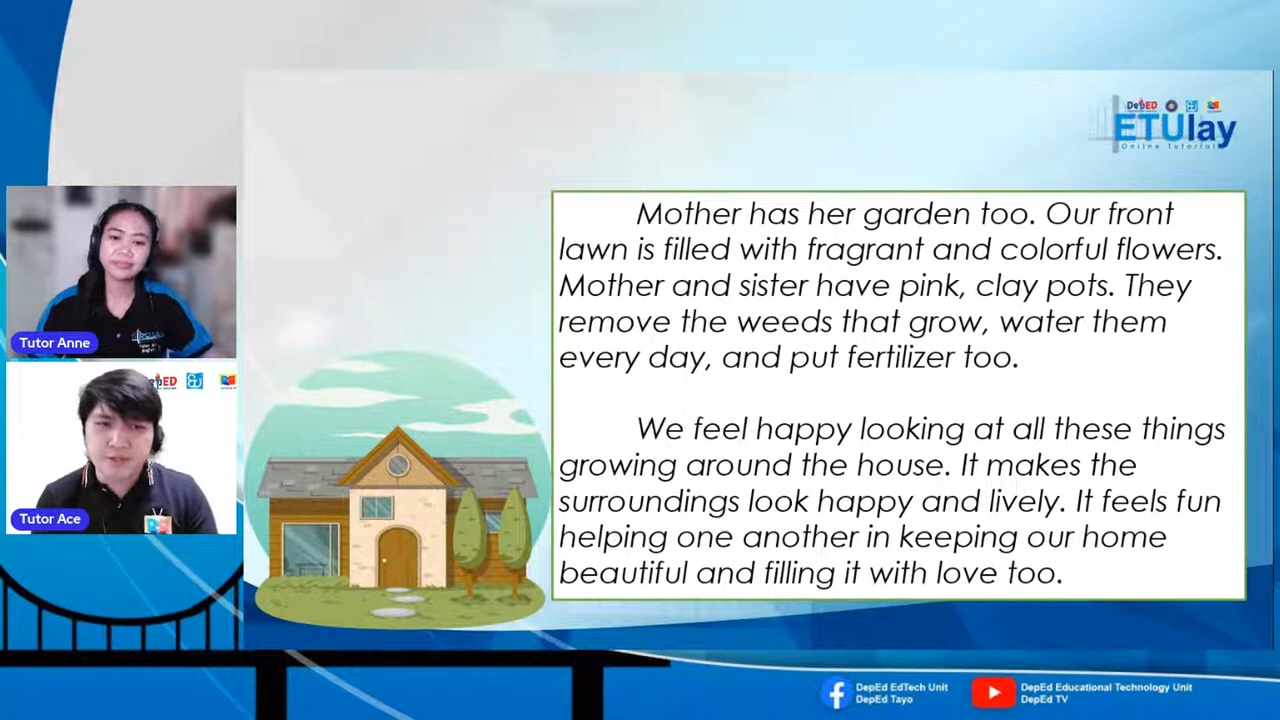 DepED
ETUlay
Online Tutorial
Mother has her garden too. Our front
lawn is filled with fragrant and colorful flowers.
Mother and sister have pink, clay pots. They
remove the weeds that grow, water them
every day, and put fertilizer too.
We feel happy looking at all these things
growing around the house. It makes the
surroundings look happy and lively. It feels fun
helping one another in keeping our home
beautiful and filling it with love too.
Tutor Anne
Tutor Ace
DepEd EdTech Unit
DepEd Tayo
DepEd Educational Technology Unit
DepEd TV